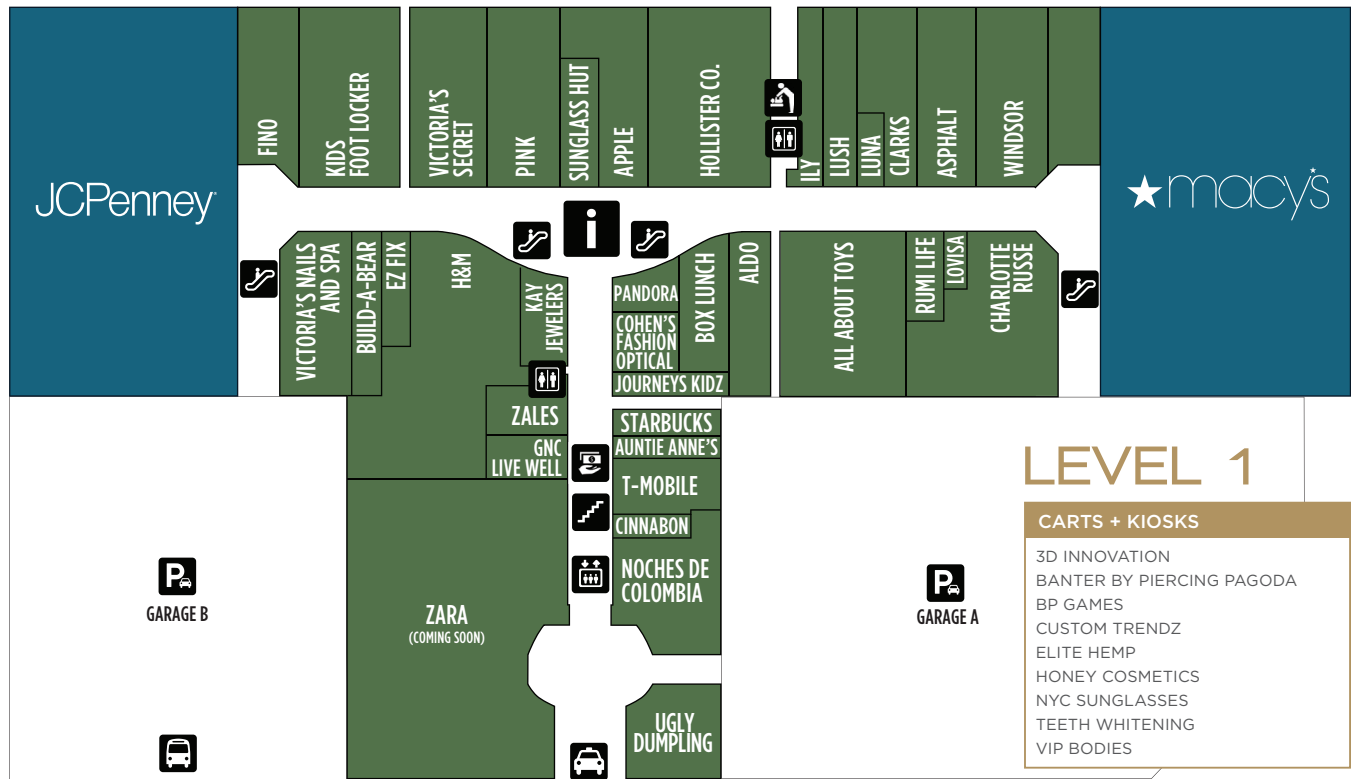 JCPenney
FINO
KIDS
FOOT LOCKER
VICTORIA'S
SECRET
PINK
SUNGLASS HUT
APPLE
HOLLISTER CO.
ILY
LUSH
LUNA
CLARKS
ASPHALT
WINDSOR
macy's
i
VICTORIA'S NAILS
AND SPA
BUILD-A-BEAR
EZ FIX
H&M
KAY
JEWELERS
PANDORA
COHEN'S
FASHION
OPTICAL
BOX LUNCH
JOURNEYS KIDZ
ALDO
ALL ABOUT TOYS
RUMI LIFE
LOVISA
CHARLOTTE
RUSSE
ZALES
GNC
LIVE WELL
STARBUCKS
AUNTIE ANNE'S
T-MOBILE
CINNABON
NOCHES DE
COLOMBIA
ZARA
(COMING SOON)
UGLY
DUMPLING
P
GARAGE B
P
GARAGE A
LEVEL 1
CARTS + KIOSKS
3D INNOVATION
BANTER BY PIERCING PAGODA
BP GAMES
CUSTOM TRENDZ
ELITE HEMP
HONEY COSMETICS
NYC SUNGLASSES
TEETH WHITENING
VIP BODIES